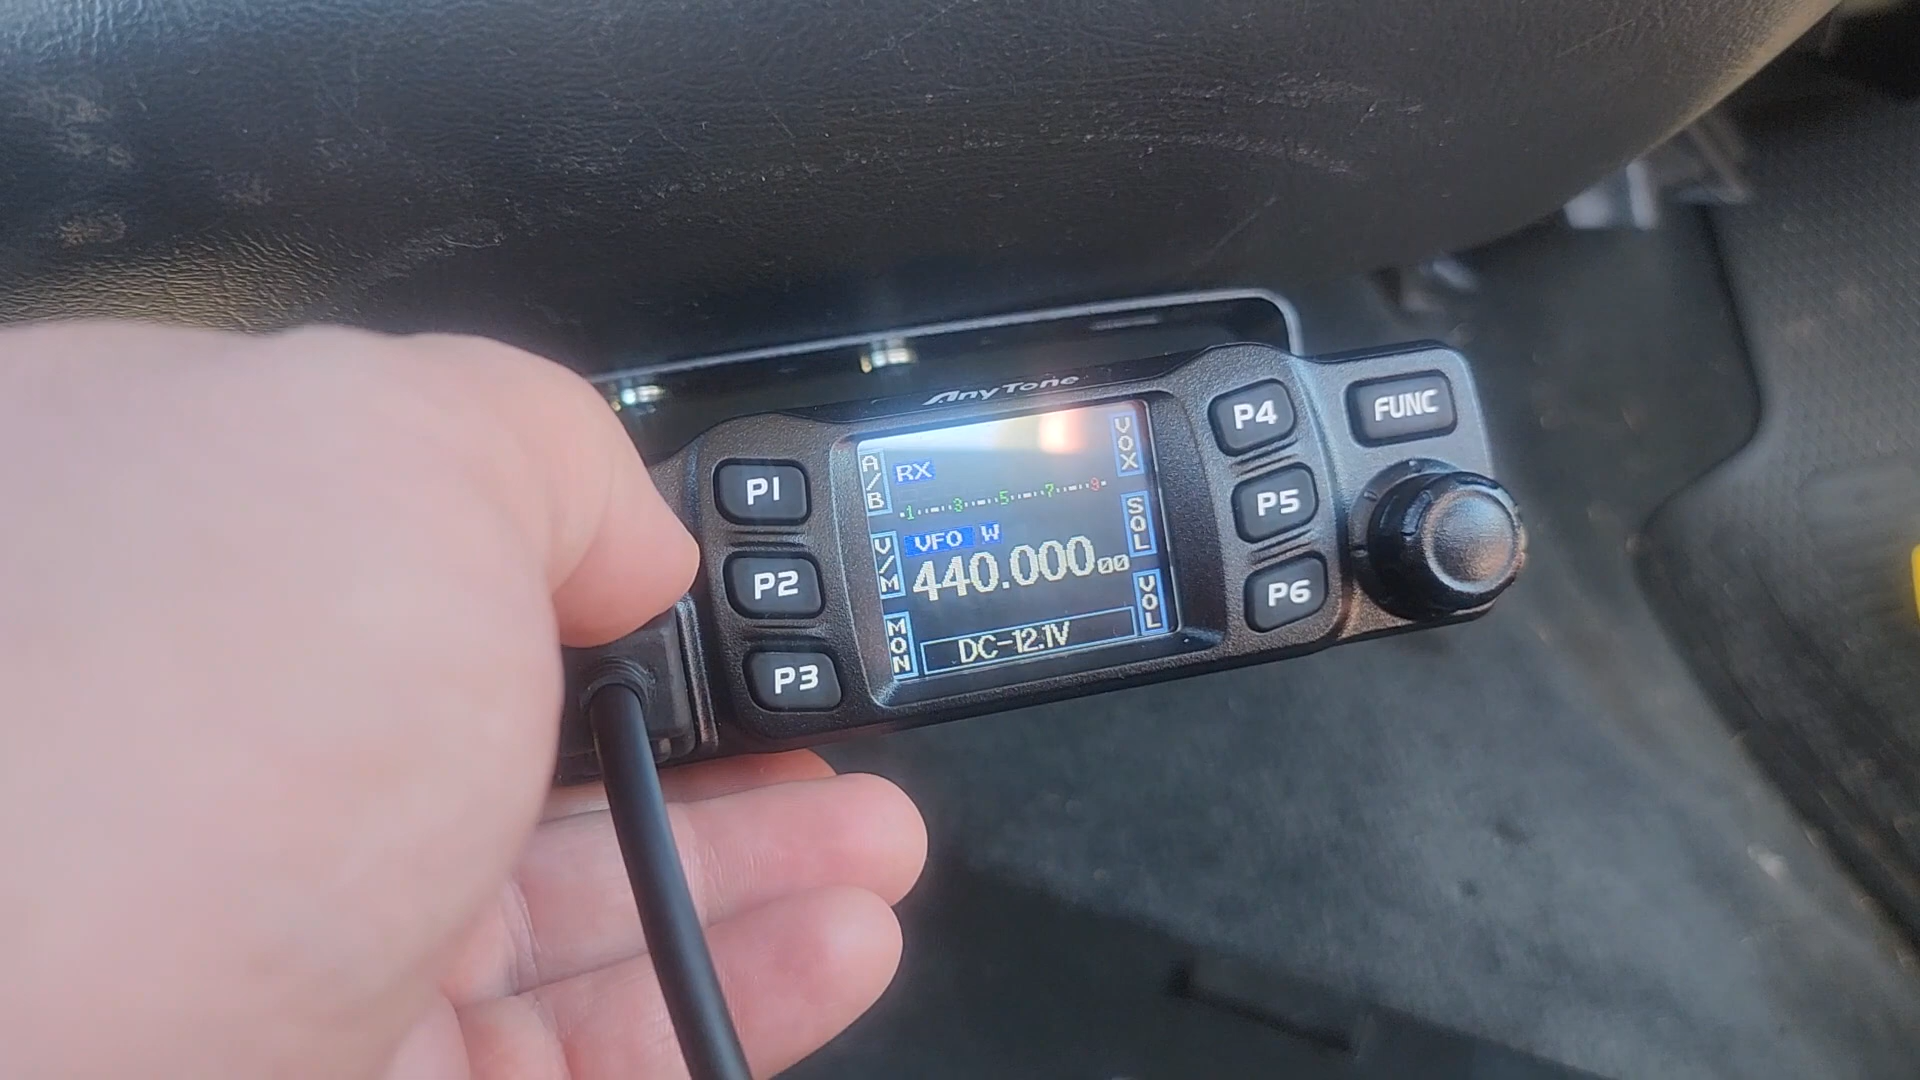 AnyTone
P1
P2
P3
A/B
V/M
MON
RX
1 3 5 7 9
VFO W
440.00000
DC-12.1V
VOX
SQL
VOL
P4
P5
P6
FUNC